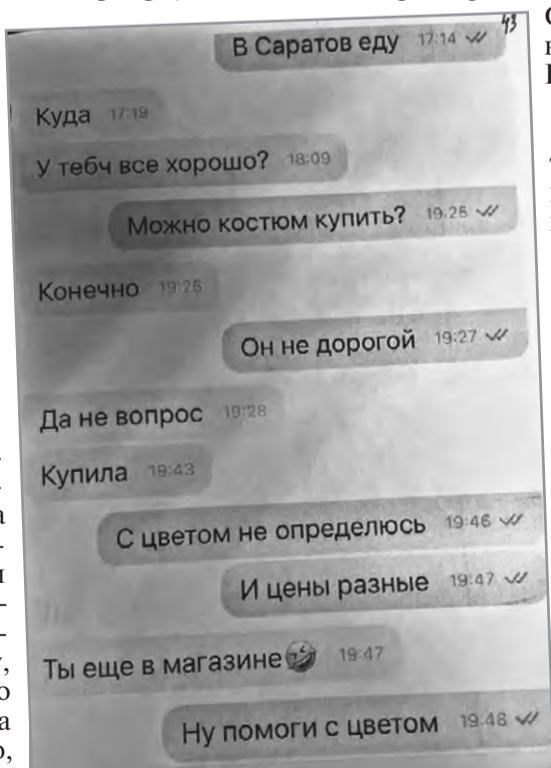 43
В Саратов еду 17:14
Куда 17:19
У тебч все хорошо? 18:09
Можно костюм купить? 19:25
Конечно 19:26
Он не дорогой 19:27
Да не вопрос 19:28
Купила 19:43
С цветом не определюсь 19:46
И цены разные 19:47
Ты еще в магазине🤣 19:47
Ну помоги с цветом 19:48